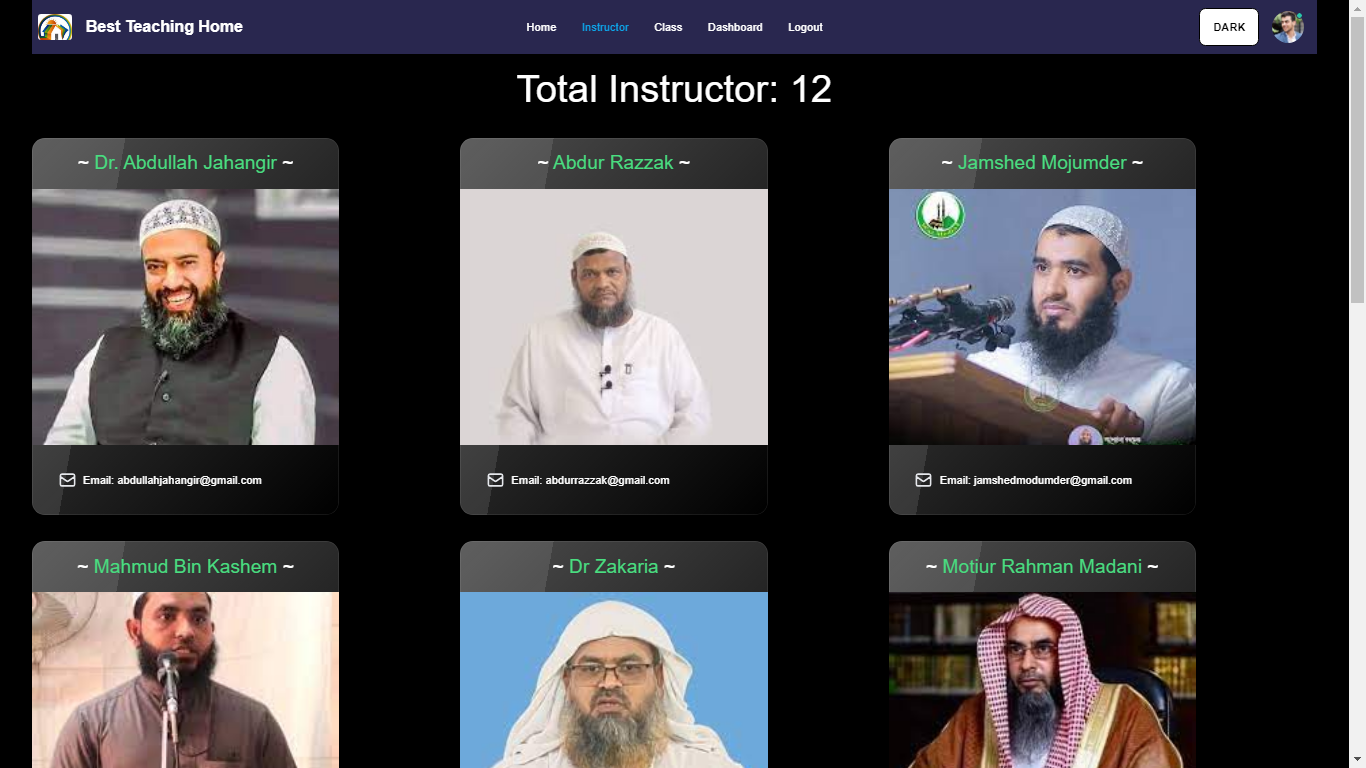 Best Teaching Home
Home Instructor Class Dashboard Logout
DARK
Total Instructor: 12
~ Dr. Abdullah Jahangir ~
~ Abdur Razzak ~
~ Jamshed Mojumder ~
Email: abdullahjahangir@gmail.com
Email: abdurrazzak@gmail.com
Email: jamshedmodumder@gmail.com
~ Mahmud Bin Kashem ~
~ Dr Zakaria ~
~ Motiur Rahman Madani ~